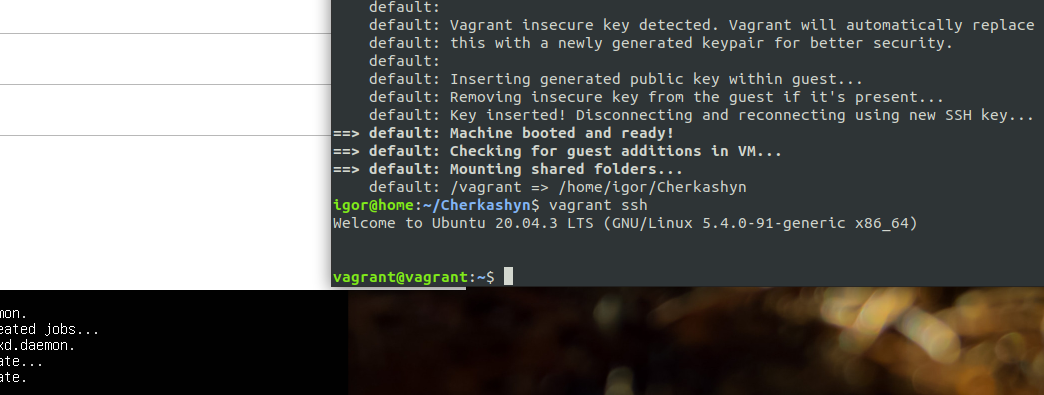 default:
default: Vagrant insecure key detected. Vagrant will automatically replace
default: this with a newly generated keypair for better security.
default:
default: Inserting generated public key within guest...
default: Removing insecure key from the guest if it's present...
default: Key inserted! Disconnecting and reconnecting using new SSH key...
==> default: Machine booted and ready!
==> default: Checking for guest additions in VM...
==> default: Mounting shared folders...
default: /vagrant => /home/igor/Cherkashyn
igor@home:~/Cherkashyn$ vagrant ssh
Welcome to Ubuntu 20.04.3 LTS (GNU/Linux 5.4.0-91-generic x86_64)
vagrant@vagrant:~$
mon.
eated jobs...
xd.daemon.
ate...
ate.